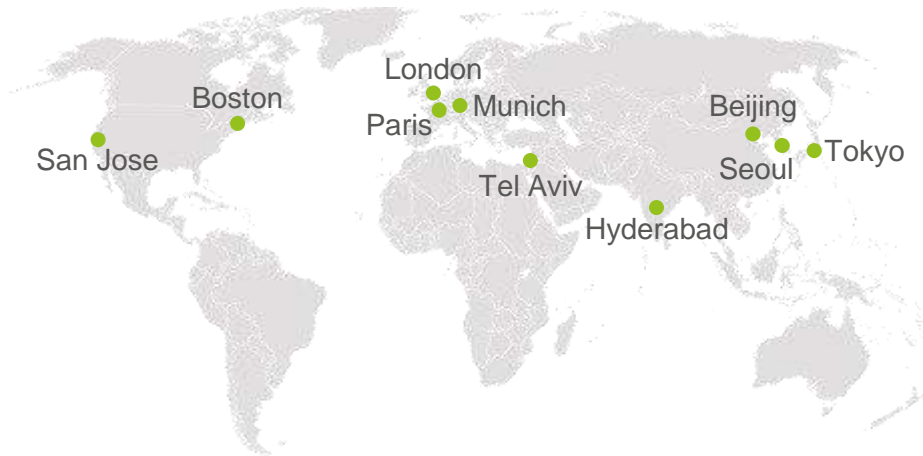 London
Boston
Munich
Beijing
Paris
San Jose
Tokyo
Seoul
Tel Aviv
Hyderabad